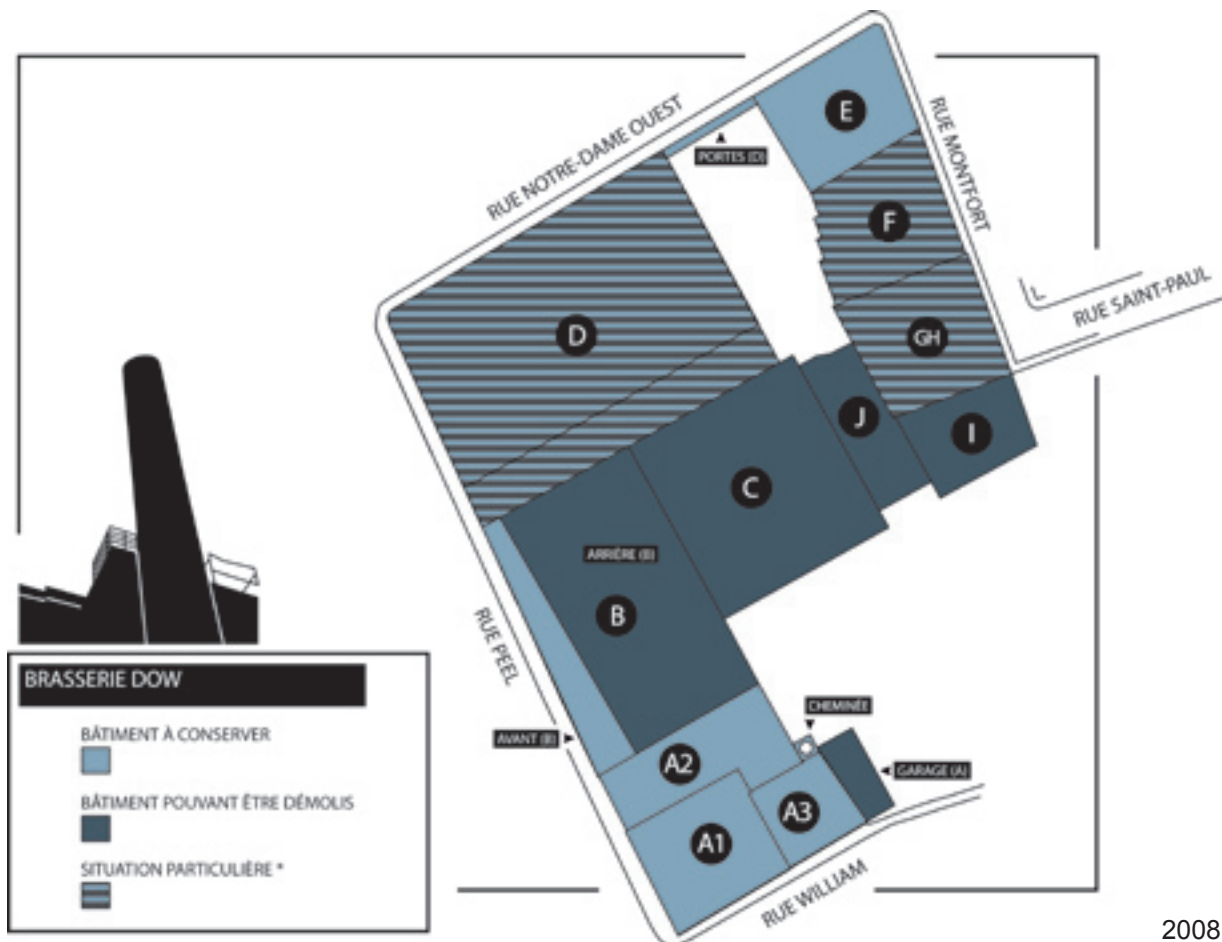 RUE NOTRE-DAME OUEST
E
RUE MONTFORT
PORTES (D)
F
L
RUE SAINT-PAUL
D
GH
J
I
C
ARRIÈRE (B)
B
RUE PEEL
BRASSERIE DOW
BÂTIMENT À CONSERVER
BÂTIMENT POUVANT ÊTRE DÉMOLIS
SITUATION PARTICULIÈRE *
AVANT (B)
CHEMINÉE
A2
GARAGE (A)
A3
A1
RUE WILLIAM
2008